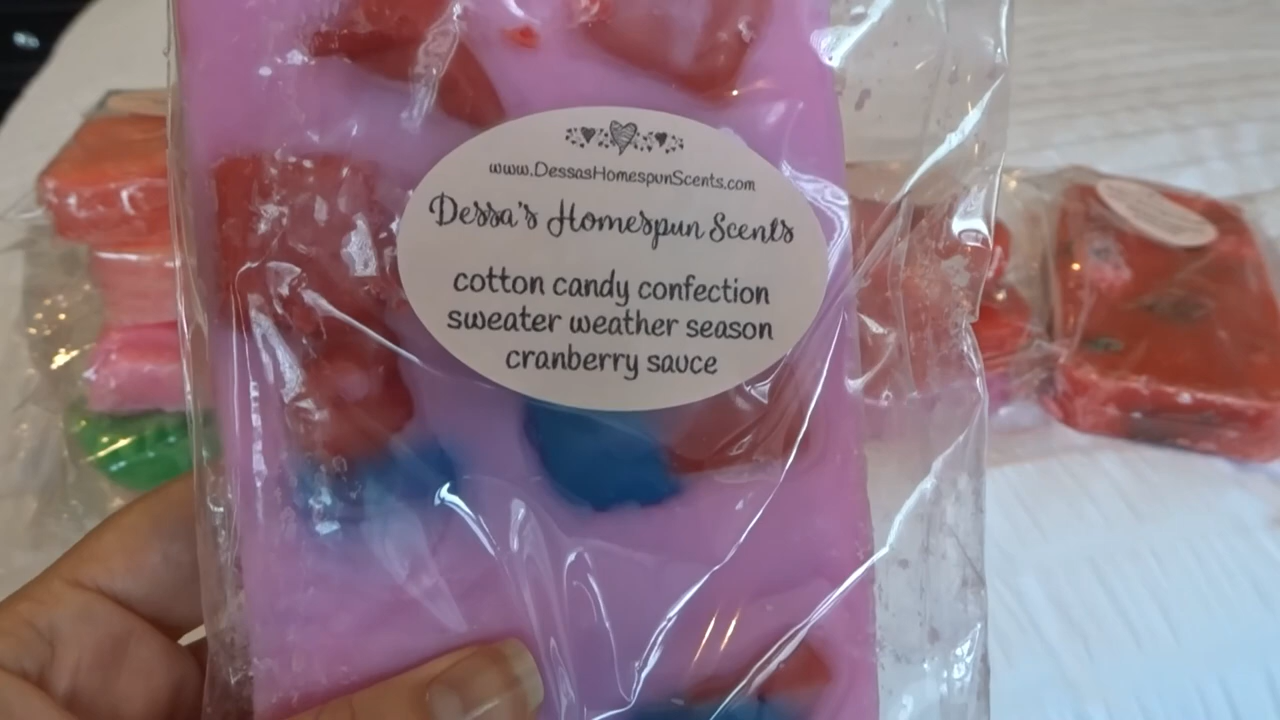 www.DessasHomespunScents.com
Dessa's Homespun Scents
cotton candy confection
sweater weather season
cranberry sauce